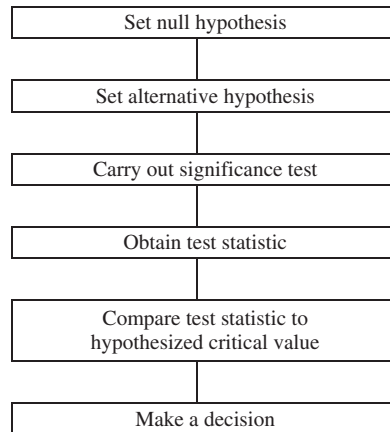 Set null hypothesis
Set alternative hypothesis
Carry out significance test
Obtain test statistic
Compare test statistic to
hypothesized critical value
Make a decision